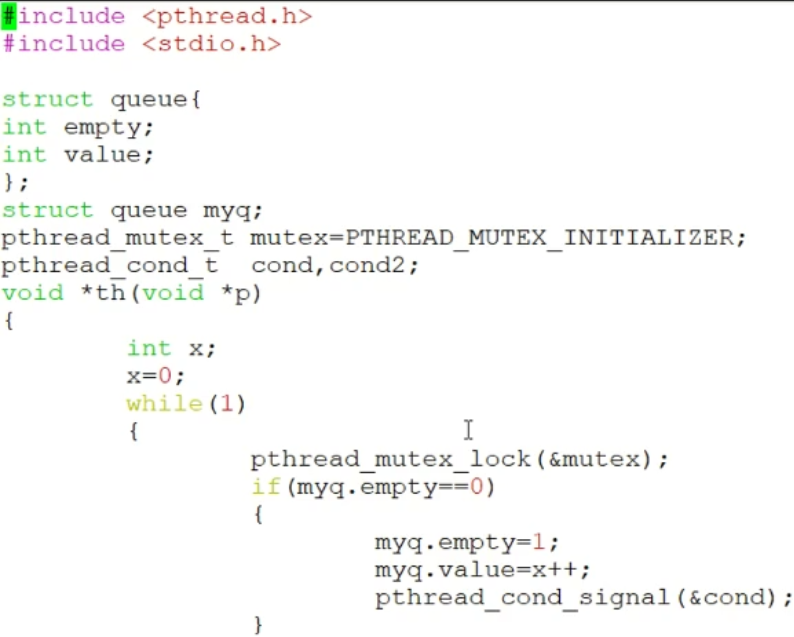 #include <pthread.h>
#include <stdio.h>

struct queue{
int empty;
int value;
};
struct queue myq;
pthread_mutex_t mutex=PTHREAD_MUTEX_INITIALIZER;
pthread_cond_t  cond,cond2;
void *th(void *p)
{
        int x;
        x=0;
        while(1)
        {
                pthread_mutex_lock(&mutex);
                if(myq.empty==0)
                {
                        myq.empty=1;
                        myq.value=x++;
                        pthread_cond_signal(&cond);
                }